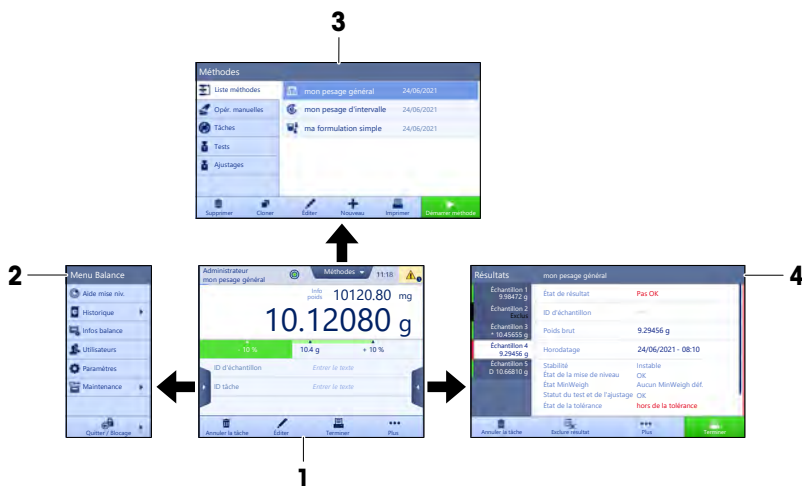 3
Méthodes
Liste méthodes
mon pesage général 24/06/2021
Opér. manuelles
mon pesage d'intervalle 24/06/2021
Tâches
ma formulation simple 24/06/2021
Tests
Ajustages
Supprimer Cloner Éditer Nouveau Imprimer Démarrer méthode
2
Menu Balance
Aide mise niv.
Historique
Infos balance
Utilisateurs
Paramètres
Maintenance
Quitter / Blocage
Administrateur
mon pesage général
Méthodes 11:18
Info poids 10120.80 mg
10.12080 g
- 10 % 10.4 g + 10 %
ID d'échantillon Entrer le texte
ID tâche Entrer le texte
Annuler la tâche Éditer Terminer Plus
1
4
Résultats mon pesage général
Échantillon 1
9.98472 g
Échantillon 2
Exclus
Échantillon 3
* 10.45655 g
Échantillon 4
9.29456 g
Échantillon 5
D 10.66810 g
État de résultat Pas OK
ID d'échantillon
Poids brut 9.29456 g
Horodatage 24/06/2021 - 08:10
Stabilité Instable
État de la mise de niveau OK
État MinWeigh Aucun MinWeigh déf.
Statut du test et de l'ajustage OK
État de la tolérance hors de la tolérance
Annuler la tâche Exclure résultat Plus Terminer